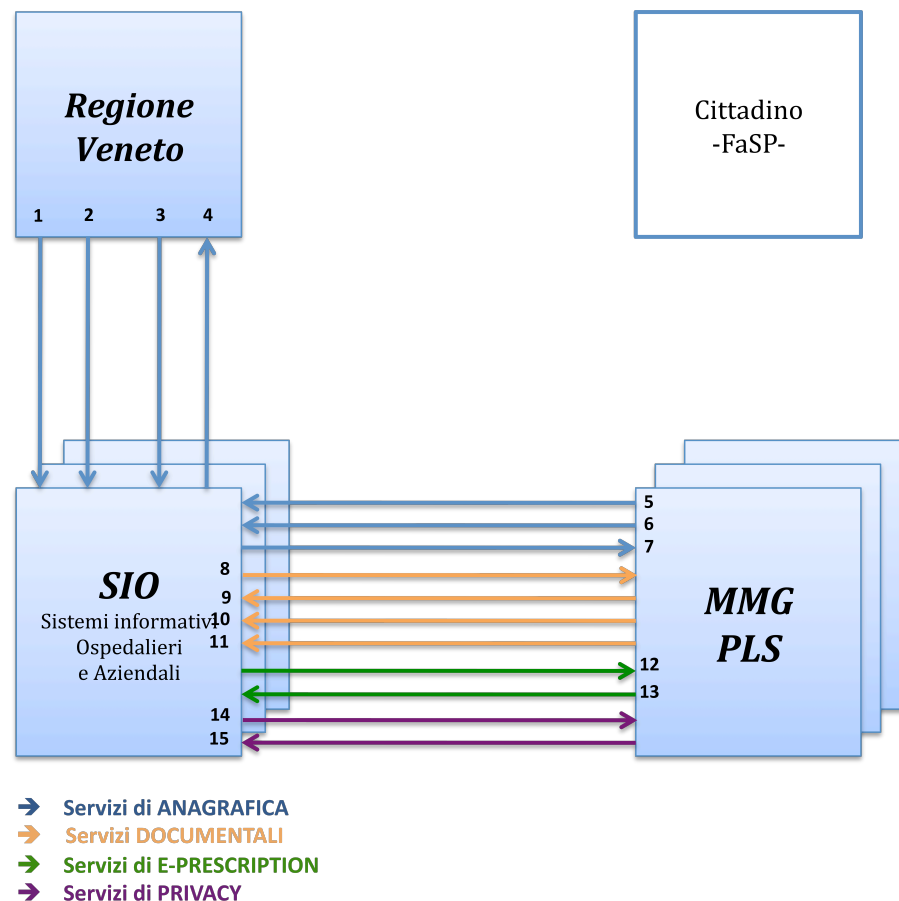 Regione
Veneto
1 2 3 4
Cittadino
-FaSP-
5
6
7
8
9
10
11
12
13
14
15
SIO
Sistemi informativi
Ospedalieri
e Aziendali
MMG
PLS
Servizi di ANAGRAFICA
Servizi DOCUMENTALI
Servizi di E-PRESCRIPTION
Servizi di PRIVACY